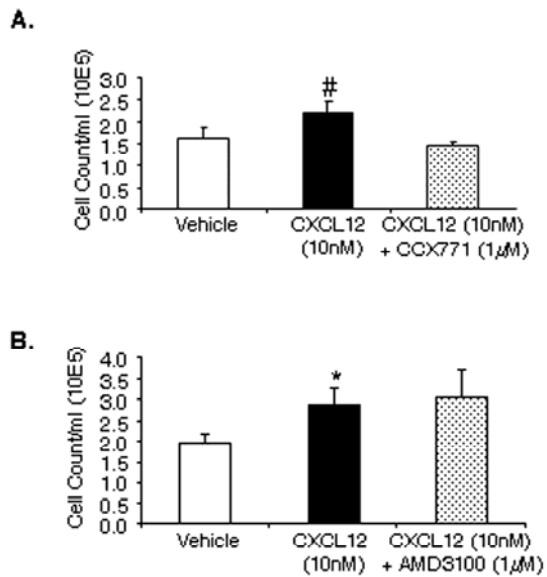 A.
Cell Count/ml (10E5)
3.0
2.5
2.0
1.5
1.0
0.5
0.0
#
Vehicle
CXCL12
(10nM)
CXCL12 (10nM)
+ CCX771 (1µM)
B.
Cell Count/ml (10E5)
4.0
3.5
3.0
2.5
2.0
1.5
1.0
0.5
0.0
*
Vehicle
CXCL12
(10nM)
CXCL12 (10nM)
+ AMD3100 (1µM)